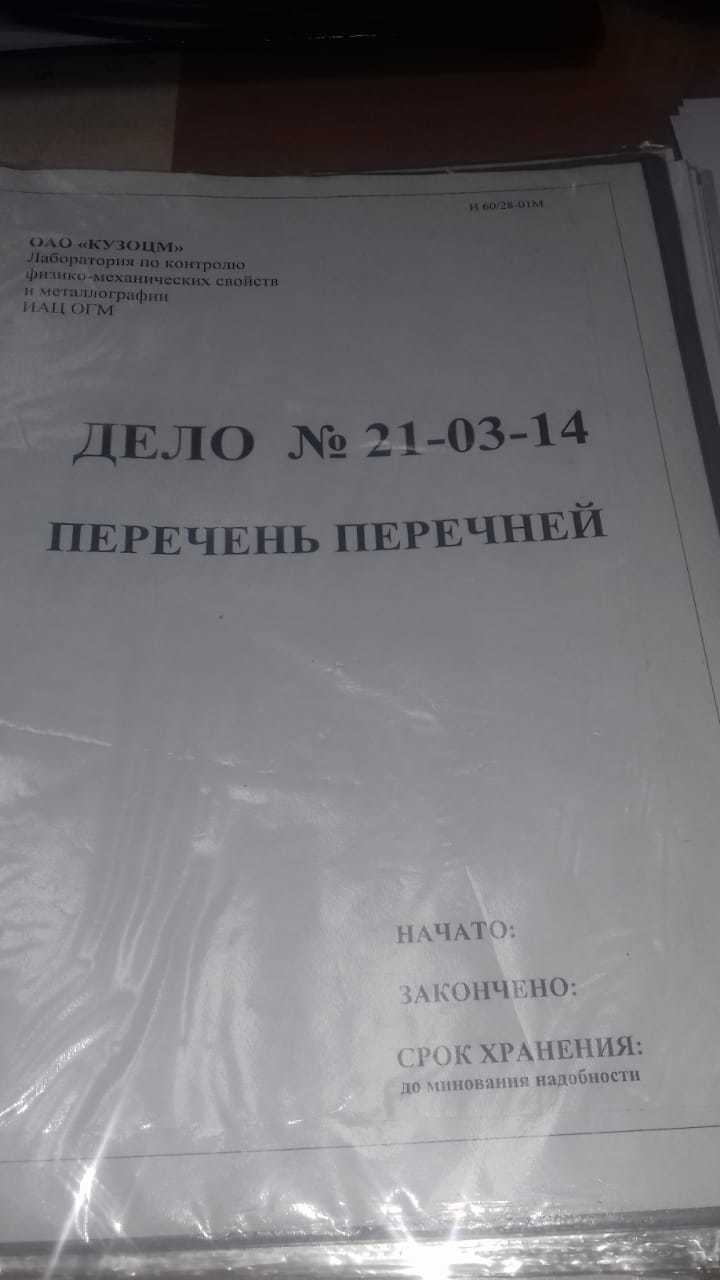 И 60/28-01М
ОАО «КУЗОЦМ»
Лаборатория по контролю
физико-механических свойств
и металлографии
ИАЦ ОГМ
ДЕЛО № 21-03-14
ПЕРЕЧЕНЬ ПЕРЕЧНЕЙ
НАЧАТО:
ЗАКОНЧЕНО:
СРОК ХРАНЕНИЯ:
до минования надобности